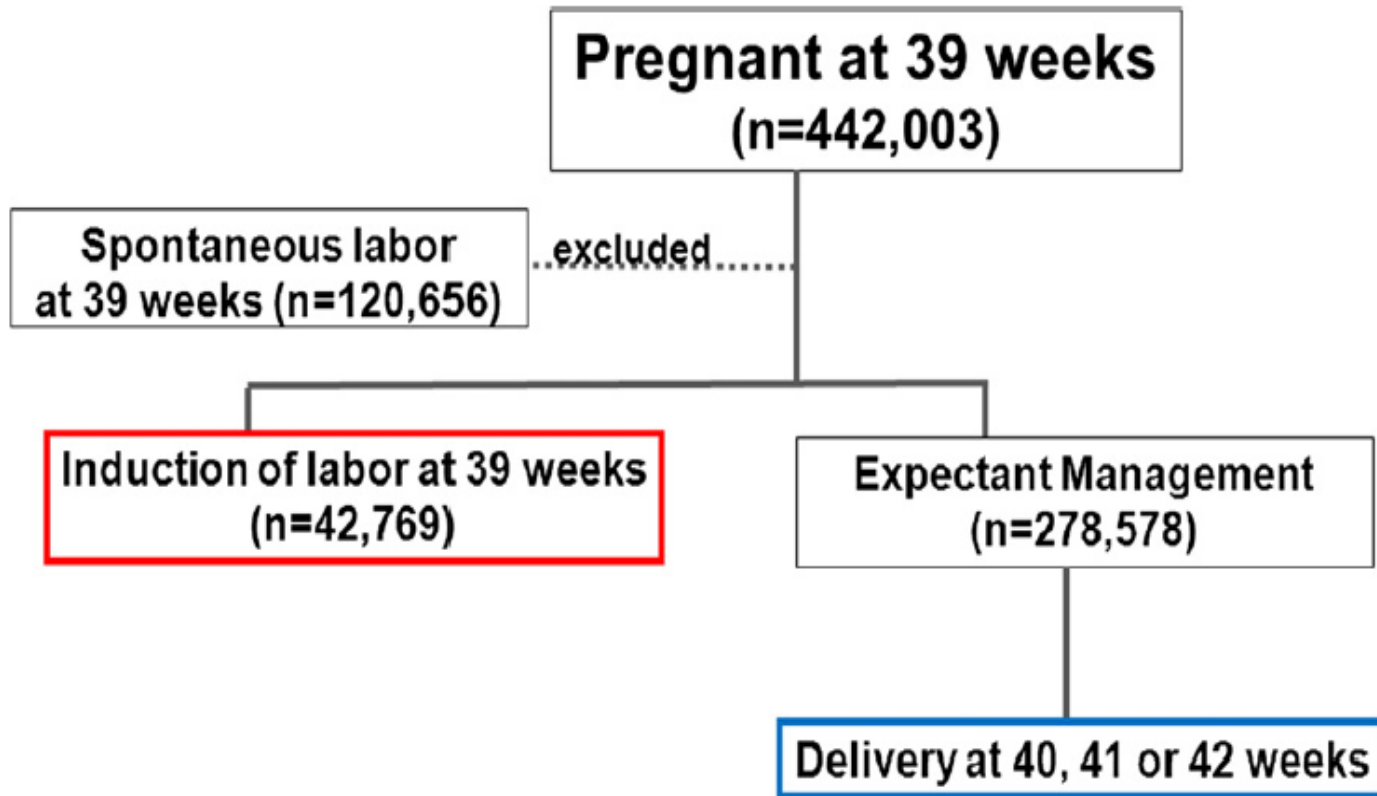 Pregnant at 39 weeks
(n=442,003)
Spontaneous labor
at 39 weeks (n=120,656)
excluded
Induction of labor at 39 weeks
(n=42,769)
Expectant Management
(n=278,578)
Delivery at 40, 41 or 42 weeks